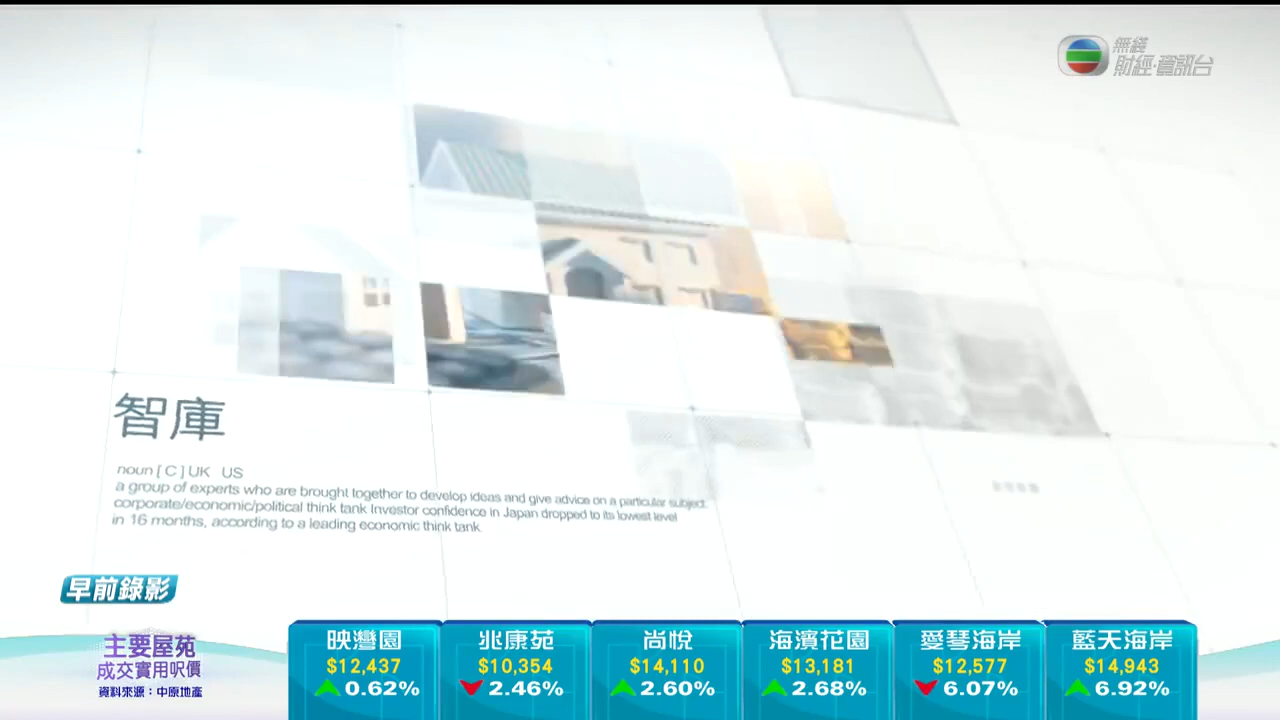 無綫
財經·資訊台
智庫
noun [ C ] UK US
a group of experts who are brought together to develop ideas and give advice on a particular subject.
corporate/economic/political think tank Investor confidence in Japan dropped to its lowest level
in 16 months, according to a leading economic think tank.
早前錄影
主要屋苑
成交實用呎價
資料來源：中原地產
映灣園
$12,437
0.62%
兆康苑
$10,354
2.46%
尚悅
$14,110
2.60%
海濱花園
$13,181
2.68%
愛琴海岸
$12,577
6.07%
藍天海岸
$14,943
6.92%